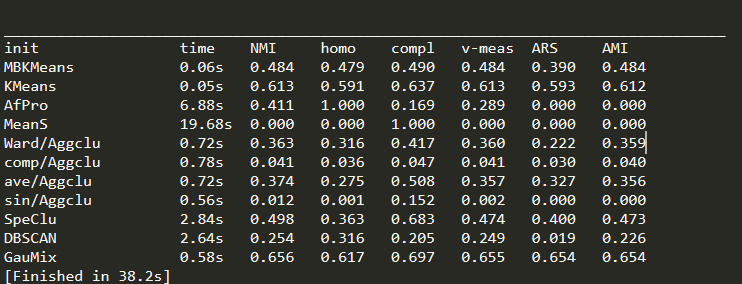 init time NMI homo compl v-meas ARS AMI
MBKMeans 0.06s 0.484 0.479 0.490 0.484 0.390 0.484
KMeans 0.05s 0.613 0.591 0.637 0.613 0.593 0.612
AfPro 6.88s 0.411 1.000 0.169 0.289 0.000 0.000
MeanS 19.68s 0.000 0.000 1.000 0.000 0.000 0.000
Ward/Aggclu 0.72s 0.363 0.316 0.417 0.360 0.222 0.359
comp/Aggclu 0.78s 0.041 0.036 0.047 0.041 0.030 0.040
ave/Aggclu 0.72s 0.374 0.275 0.508 0.357 0.327 0.356
sin/Aggclu 0.56s 0.012 0.001 0.152 0.002 0.000 0.000
SpeClu 2.84s 0.498 0.363 0.683 0.474 0.400 0.473
DBSCAN 2.64s 0.254 0.316 0.205 0.249 0.019 0.226
GauMix 0.58s 0.656 0.617 0.697 0.655 0.654 0.654
[Finished in 38.2s]